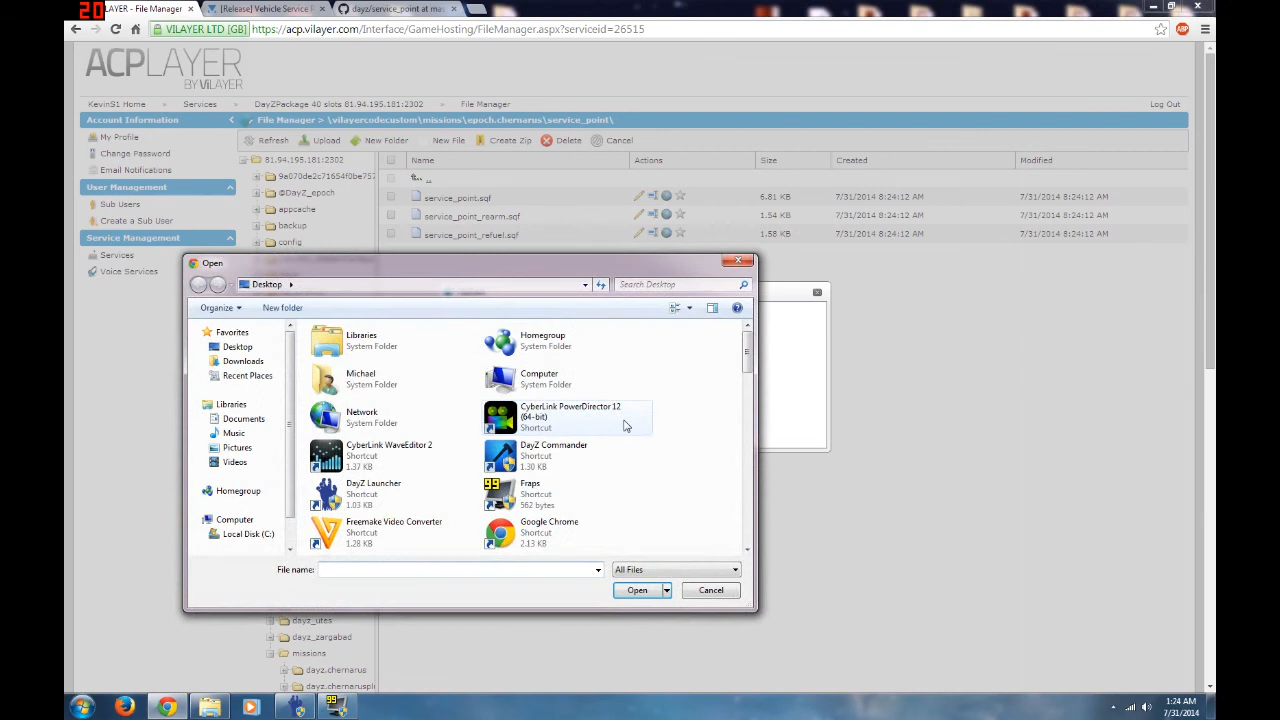 20
LAYER - File Manager
[Release] Vehicle Service P
dayz/service_point at mas
VILAYER LTD [GB]
https://acp.vilayer.com/Interface/GameHosting/FileManager.aspx?serviceid=26515
ABP
ACPLAYER
BY VILAYER
KevinS1 Home » Services » DayZPackage 40 slots 81.94.195.181:2302 » File Manager
Log Out
Account Information
My Profile
Change Password
Email Notifications
User Management
Sub Users
Create a Sub User
Service Management
Services
Voice Services
File Manager > \vilayercodecustom\missions\epoch.chernarus\service_point\
Refresh Upload New Folder New File Create Zip Delete Cancel
81.94.195.181:2302
9a070de2c71654f0be757
@DayZ_epoch
appcache
backup
config
Name Actions Size Created Modified
..
service_point.sqf 6.81 KB 7/31/2014 8:24:12 AM 7/31/2014 8:24:12 AM
service_point_rearm.sqf 1.54 KB 7/31/2014 8:24:12 AM 7/31/2014 8:24:12 AM
service_point_refuel.sqf 1.58 KB 7/31/2014 8:24:12 AM 7/31/2014 8:24:12 AM
Open
Desktop
Search Desktop
Organize New folder
Favorites
Desktop
Downloads
Recent Places
Libraries
Documents
Music
Pictures
Videos
Homegroup
Computer
Local Disk (C:)
Libraries
System Folder
Homegroup
System Folder
Michael
System Folder
Computer
System Folder
Network
System Folder
CyberLink PowerDirector 12
(64-bit)
Shortcut
CyberLink WaveEditor 2
Shortcut
1.37 KB
DayZ Commander
Shortcut
1.30 KB
DayZ Launcher
Shortcut
1.03 KB
99
Fraps
Shortcut
562 bytes
Freemake Video Converter
Shortcut
1.28 KB
Google Chrome
Shortcut
2.13 KB
File name:
All Files
Open
Cancel
dayz_utes
dayz_zargabad
missions
dayz.chernarus
dayz.chernaruspl
99
1:24 AM
7/31/2014